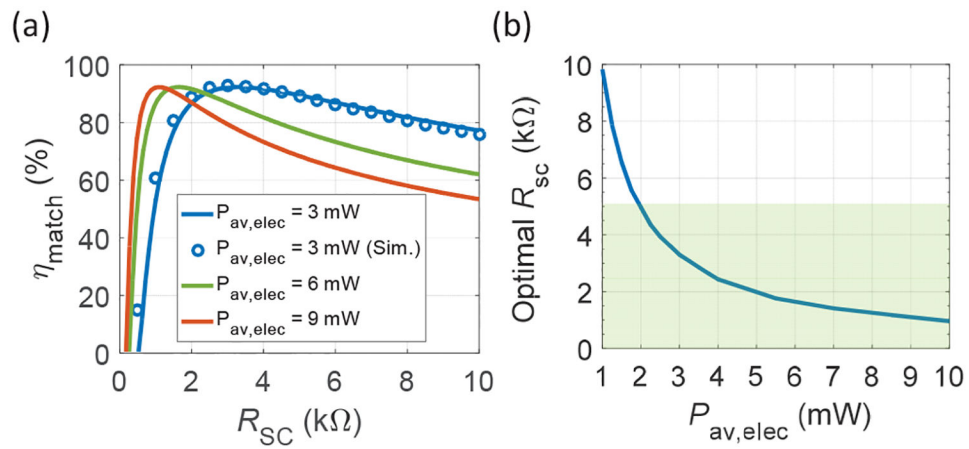 (a)
100
80
60
40
20
0
η_match (%)
P_av,elec = 3 mW
P_av,elec = 3 mW (Sim.)
P_av,elec = 6 mW
P_av,elec = 9 mW
0 2 4 6 8 10
R_SC (kΩ)
(b)
10
8
6
4
2
0
Optimal R_sc (kΩ)
1 2 3 4 5 6 7 8 9 10
P_av,elec (mW)